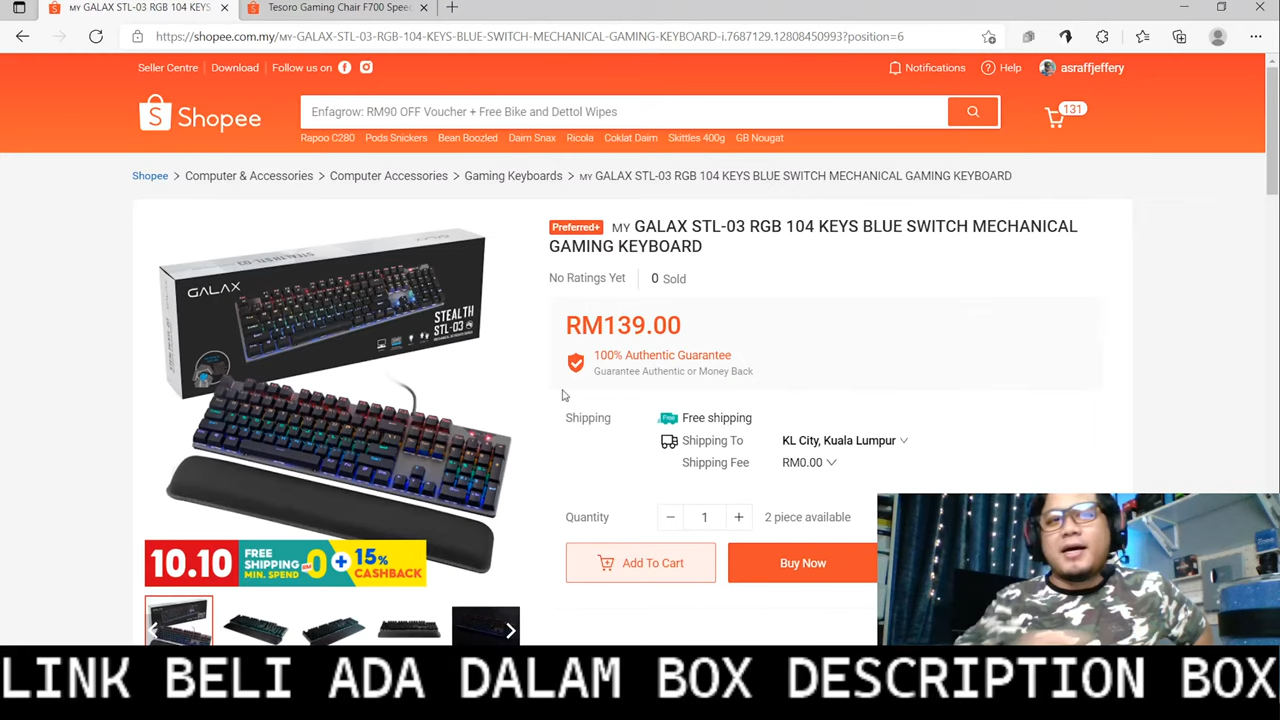 MY GALAX STL-03 RGB 104 KEYS
Tesoro Gaming Chair F700 Spee
https://shopee.com.my/MY-GALAX-STL-03-RGB-104-KEYS-BLUE-SWITCH-MECHANICAL-GAMING-KEYBOARD-i.7687129.12808450993?position=6
Seller Centre Download Follow us on
Notifications Help asraffjeffery
Shopee
Enfagrow: RM90 OFF Voucher + Free Bike and Dettol Wipes
131
Rapoo C280 Pods Snickers Bean Boozled Daim Snax Ricola Coklat Daim Skittles 400g GB Nougat
Shopee > Computer & Accessories > Computer Accessories > Gaming Keyboards > MY GALAX STL-03 RGB 104 KEYS BLUE SWITCH MECHANICAL GAMING KEYBOARD
GALAX
STEALTH
STL-03
10.10
FREE
SHIPPING
MIN. SPEND
RM0
+
15%
CASHBACK
Preferred+ MY GALAX STL-03 RGB 104 KEYS BLUE SWITCH MECHANICAL
GAMING KEYBOARD
No Ratings Yet 0 Sold
RM139.00
100% Authentic Guarantee
Guarantee Authentic or Money Back
Shipping Free shipping
Shipping To KL City, Kuala Lumpur
Shipping Fee RM0.00
Quantity − 1 + 2 piece available
Add To Cart Buy Now
LINK BELI ADA DALAM BOX DESCRIPTION BOX